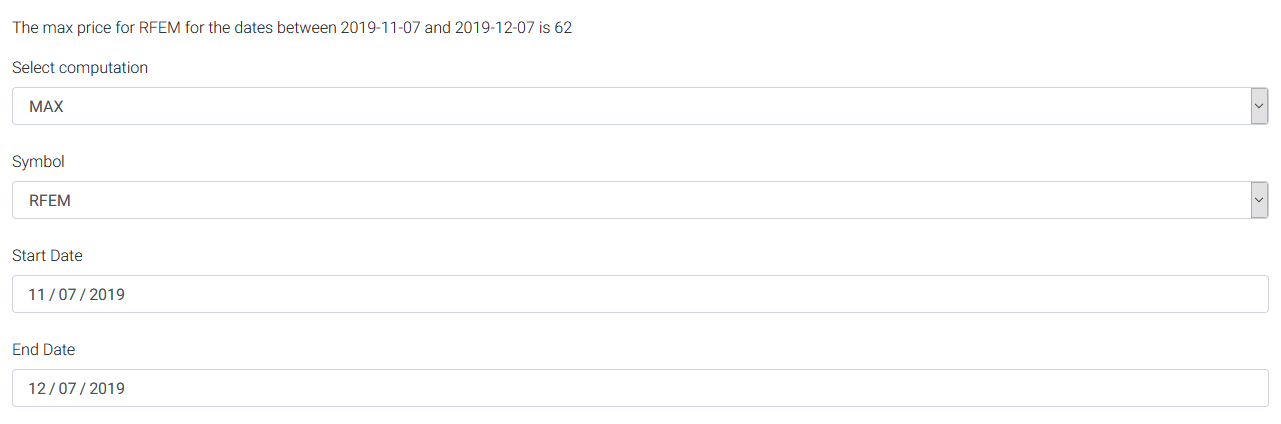 The max price for RFEM for the dates between 2019-11-07 and 2019-12-07 is 62
Select computation
MAX
Symbol
RFEM
Start Date
11 / 07 / 2019
End Date
12 / 07 / 2019